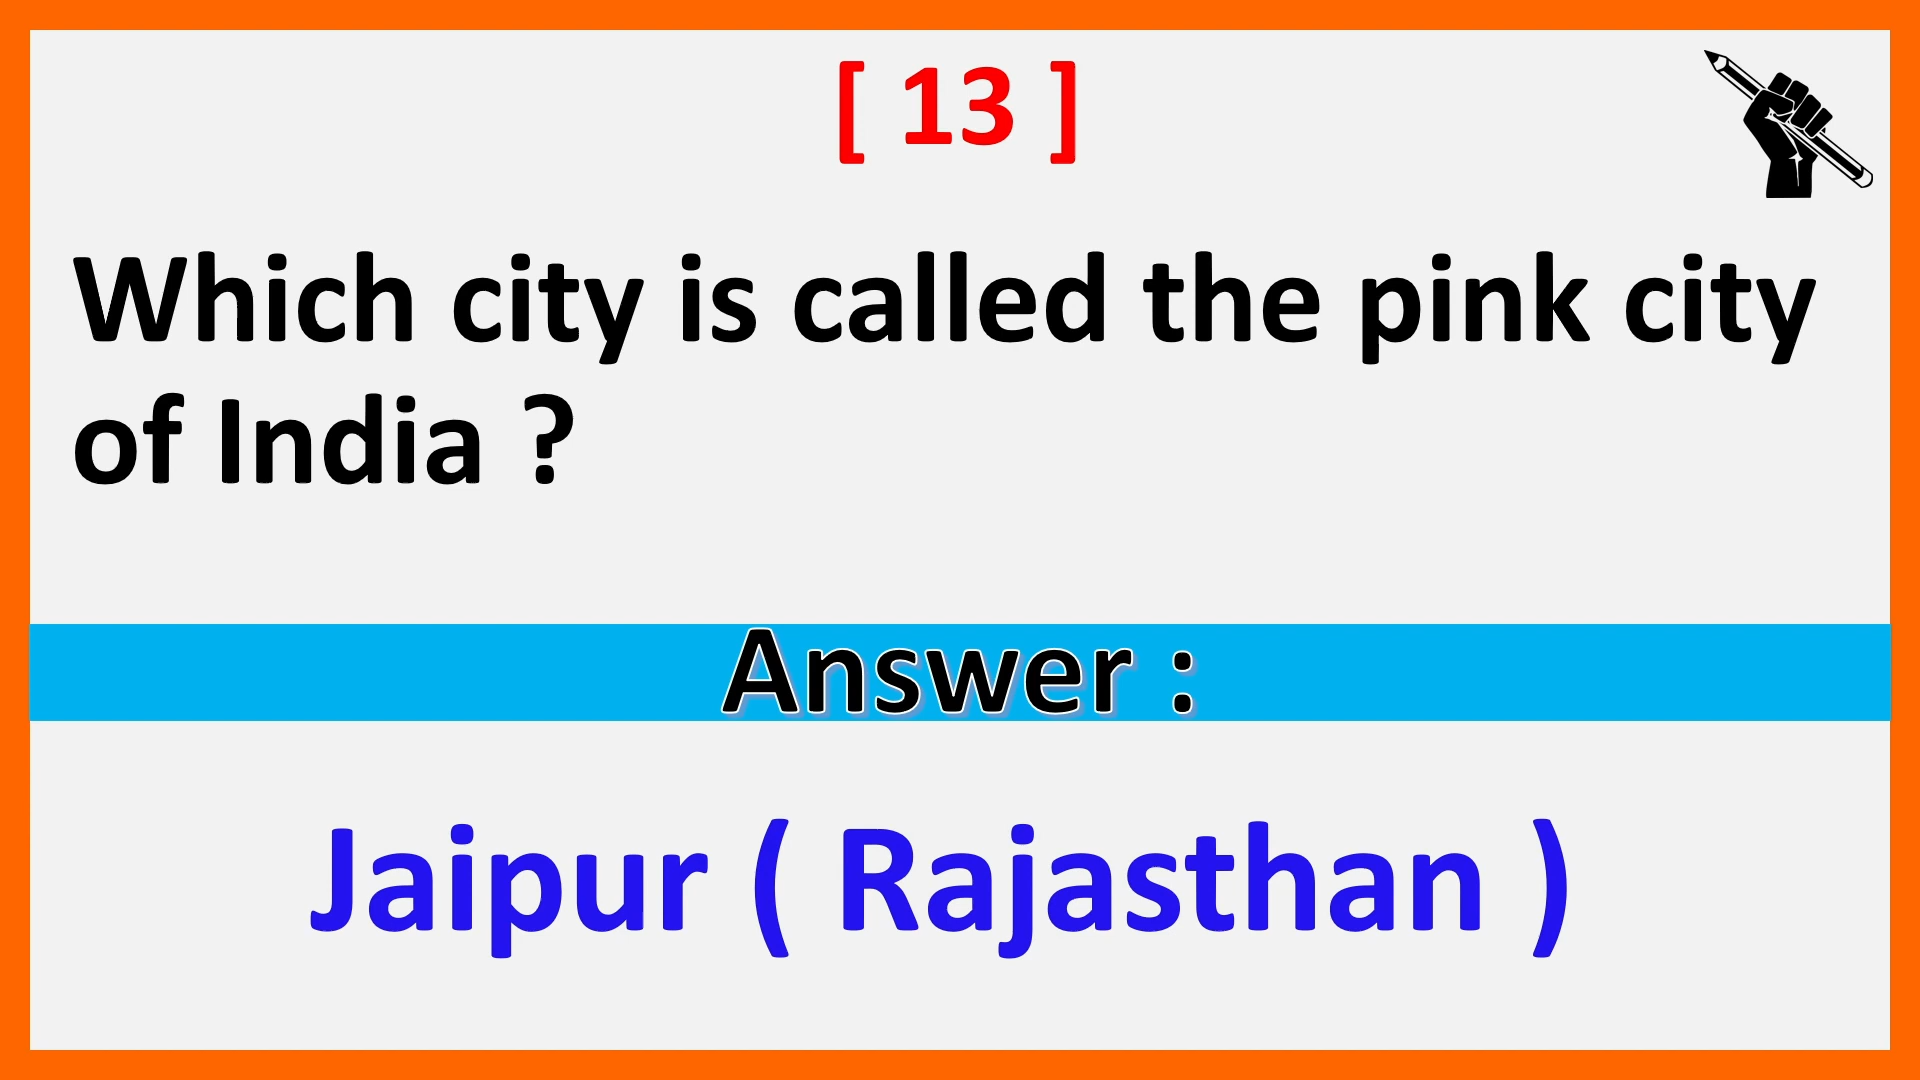 [ 13 ]
Which city is called the pink city
of India ?
Answer :
Jaipur ( Rajasthan )